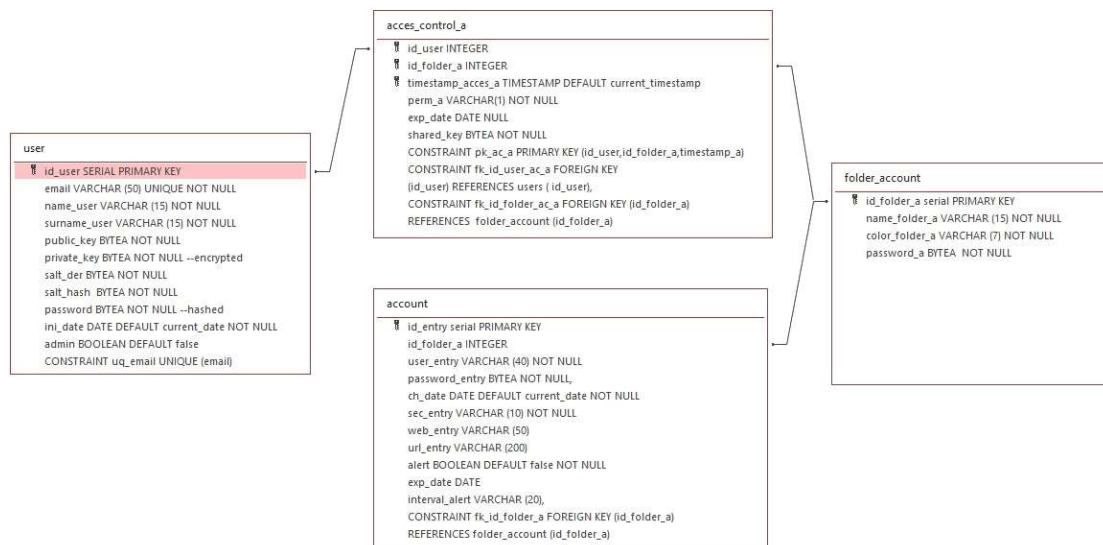 acces_control_a
id_user INTEGER
id_folder_a INTEGER
timestamp_acces_a TIMESTAMP DEFAULT current_timestamp
perm_a VARCHAR(1) NOT NULL
exp_date DATE NULL
shared_key BYTEA NOT NULL
CONSTRAINT pk_ac_a PRIMARY KEY (id_user,id_folder_a,timestamp_a)
CONSTRAINT fk_id_user_ac_a FOREIGN KEY
(id_user) REFERENCES users ( id_user),
CONSTRAINT fk_id_folder_ac_a FOREIGN KEY (id_folder_a)
REFERENCES folder_account (id_folder_a)
user
id_user SERIAL PRIMARY KEY
email VARCHAR (50) UNIQUE NOT NULL
name_user VARCHAR (15) NOT NULL
surname_user VARCHAR (15) NOT NULL
public_key BYTEA NOT NULL
private_key BYTEA NOT NULL --encrypted
salt_der BYTEA NOT NULL
salt_hash BYTEA NOT NULL
password BYTEA NOT NULL --hashed
ini_date DATE DEFAULT current_date NOT NULL
admin BOOLEAN DEFAULT false
CONSTRAINT uq_email UNIQUE (email)
folder_account
id_folder_a serial PRIMARY KEY
name_folder_a VARCHAR (15) NOT NULL
color_folder_a VARCHAR (7) NOT NULL
password_a BYTEA NOT NULL
account
id_entry serial PRIMARY KEY
id_folder_a INTEGER
user_entry VARCHAR (40) NOT NULL
password_entry BYTEA NOT NULL,
ch_date DATE DEFAULT current_date NOT NULL
sec_entry VARCHAR (10) NOT NULL
web_entry VARCHAR (50)
url_entry VARCHAR (200)
alert BOOLEAN DEFAULT false NOT NULL
exp_date DATE
interval_alert VARCHAR (20),
CONSTRAINT fk_id_folder_a FOREIGN KEY (id_folder_a)
REFERENCES folder_account (id_folder_a)